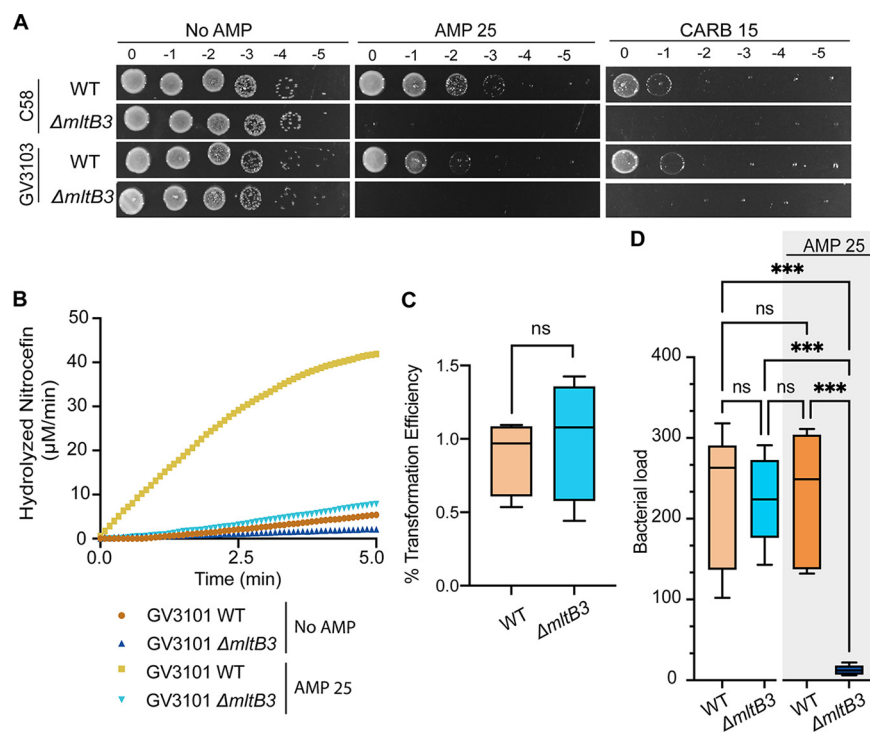 A
No AMP AMP 25 CARB 15
0 -1 -2 -3 -4 -5 0 -1 -2 -3 -4 -5 0 -1 -2 -3 -4 -5
C58
WT
ΔmltB3
GV3103
WT
ΔmltB3
B
Hydrolyzed Nitrocefin
(µM/min)
50
40
30
20
10
0
0.0 2.5 5.0
Time (min)
GV3101 WT
GV3101 ΔmltB3
No AMP
GV3101 WT
GV3101 ΔmltB3
AMP 25
C
% Transformation Efficiency
ns
1.5
1.0
0.5
0.0
WT ΔmltB3
D
AMP 25
***
ns
***
ns ns ***
Bacterial load
400
300
200
100
0
WT ΔmltB3 WT ΔmltB3